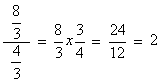 (8/3)/(4/3) = 8/3 x 3/4 = 24/12 = 2